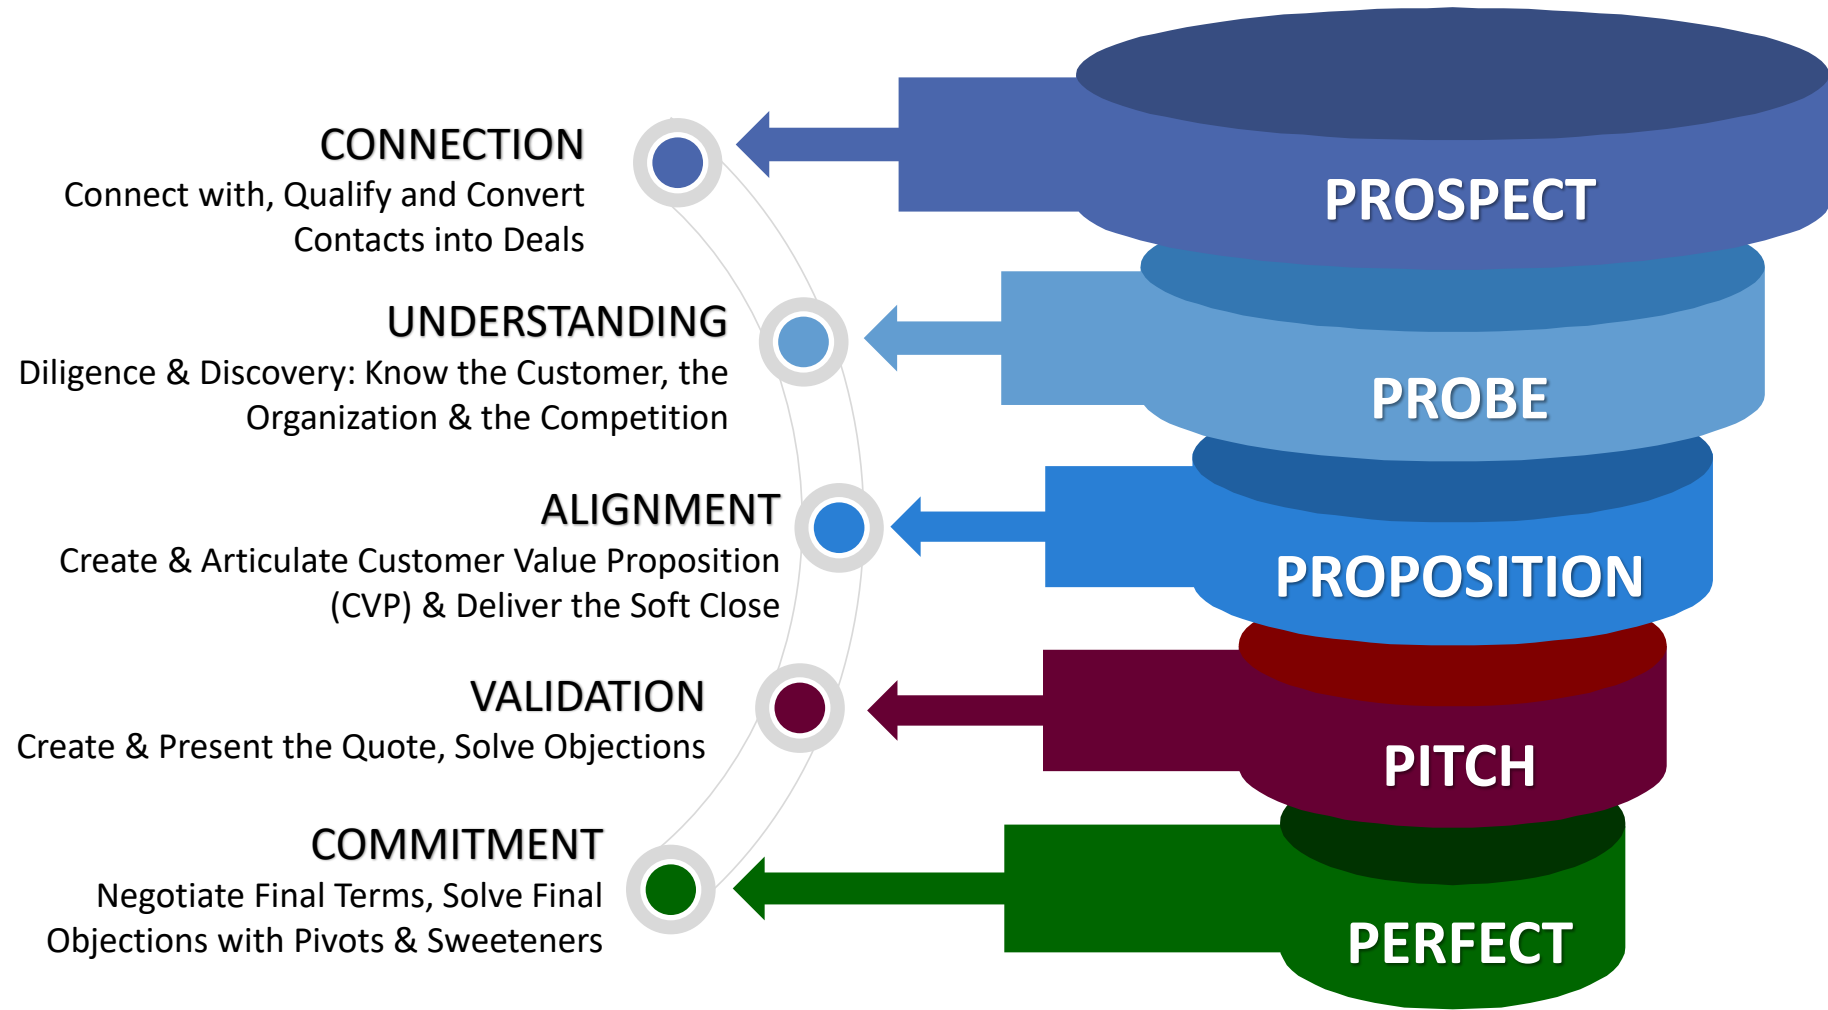 CONNECTION
Connect with, Qualify and Convert
Contacts into Deals
PROSPECT
UNDERSTANDING
Diligence & Discovery: Know the Customer, the
Organization & the Competition
PROBE
ALIGNMENT
Create & Articulate Customer Value Proposition
(CVP) & Deliver the Soft Close
PROPOSITION
VALIDATION
Create & Present the Quote, Solve Objections
PITCH
COMMITMENT
Negotiate Final Terms, Solve Final
Objections with Pivots & Sweeteners
PERFECT